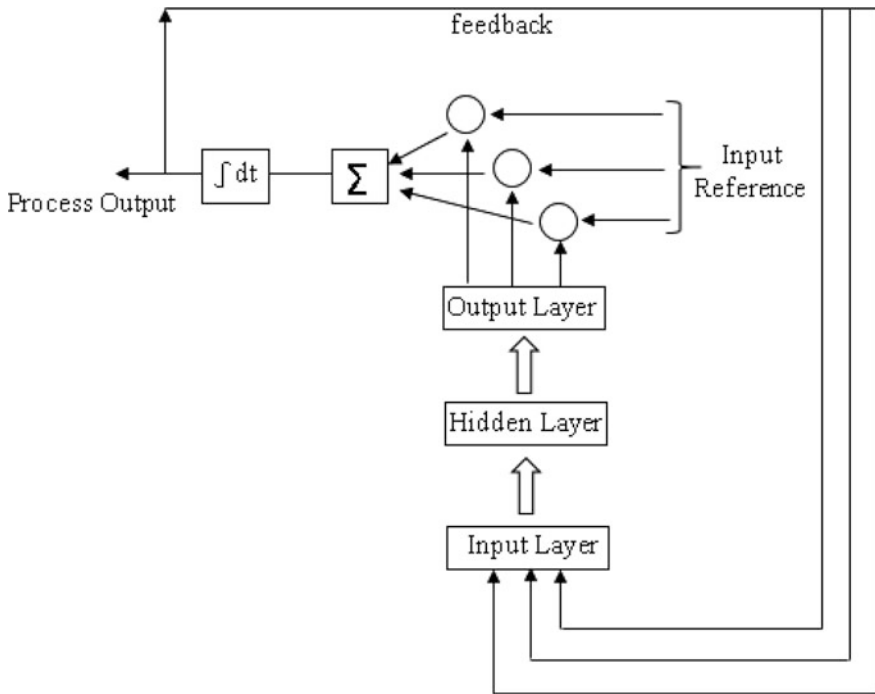 feedback
∫ dt
Σ
Input
Reference
Process Output
Output Layer
Hidden Layer
Input Layer